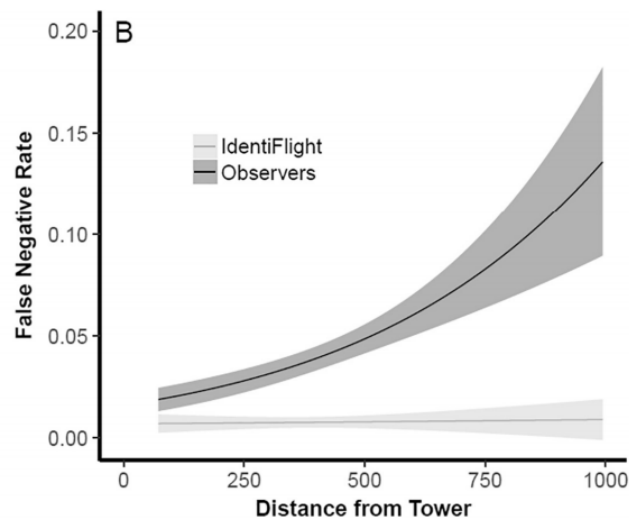 B
0.20
0.15
0.10
0.05
0.00
False Negative Rate
IdentiFlight
Observers
0 250 500 750 1000
Distance from Tower